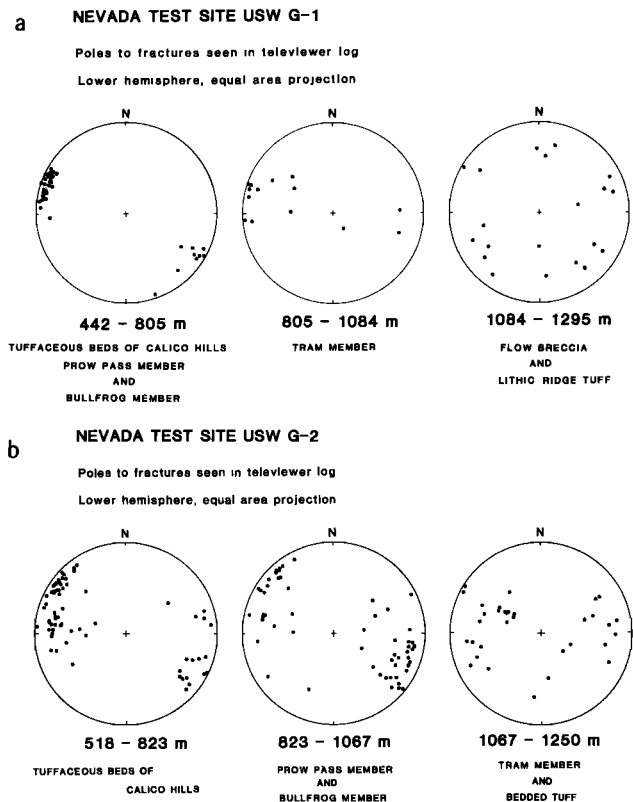 a
NEVADA TEST SITE USW G-1
Poles to fractures seen in televiewer log
Lower hemisphere, equal area projection
N N N
442 - 805 m 805 - 1084 m 1084 - 1295 m
TUFFACEOUS BEDS OF CALICO HILLS TRAM MEMBER FLOW BRECCIA
PROW PASS MEMBER AND
AND LITHIC RIDGE TUFF
BULLFROG MEMBER
b
NEVADA TEST SITE USW G-2
Poles to fractures seen in televiewer log
Lower hemisphere, equal area projection
N N N
518 - 823 m 823 - 1067 m 1067 - 1250 m
TUFFACEOUS BEDS OF PROW PASS MEMBER TRAM MEMBER
CALICO HILLS AND AND
BULLFROG MEMBER BEDDED TUFF